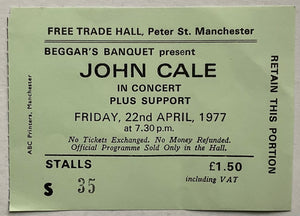 FREE TRADE HALL, Peter St. Manchester
BEGGAR'S BANQUET present
JOHN CALE
IN CONCERT
PLUS SUPPORT
FRIDAY, 22nd APRIL, 1977
at 7.30 p.m.
No Tickets Exchanged. No Money Refunded.
Official Programme Sold Only in the Hall.
STALLS £1.50
including VAT
S 35
ABC Printers, Manchester
RETAIN THIS PORTION